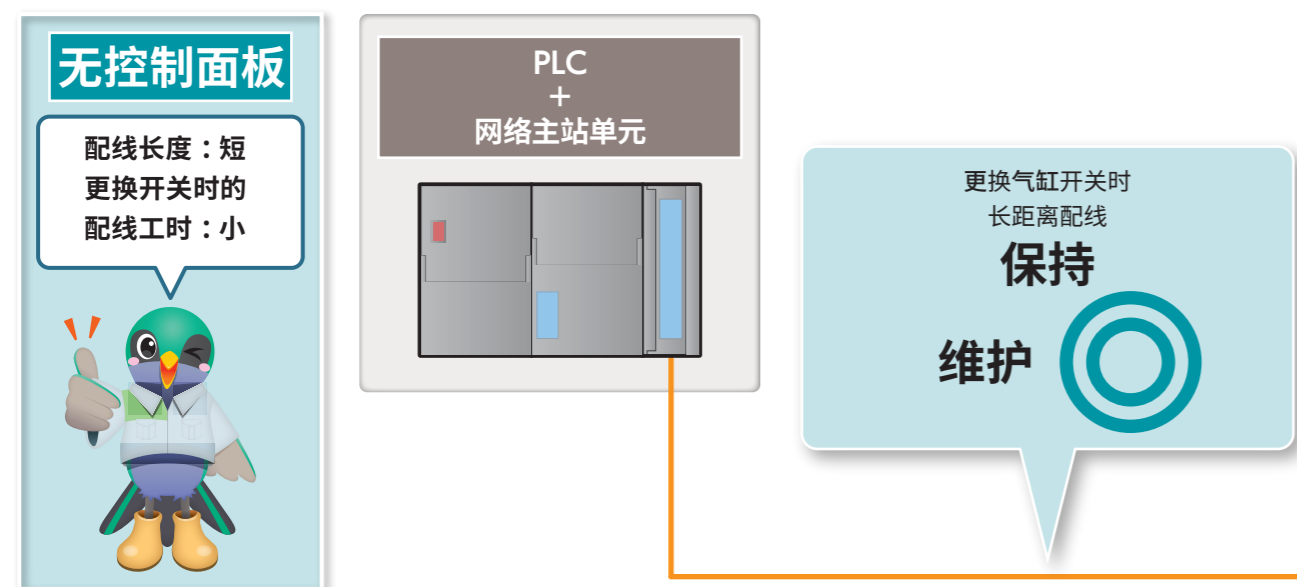 无控制面板
配线长度：短
更换开关时的
配线工时：小
PLC
+
网络主站单元
更换气缸开关时
长距离配线
保持
维护